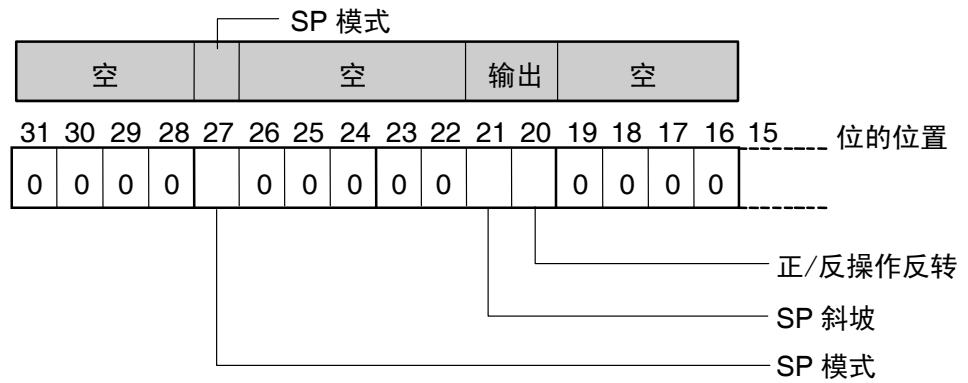 SP 模式
空 空 输出 空
31 30 29 28 27 26 25 24 23 22 21 20 19 18 17 16 15 位的位置
0 0 0 0 0 0 0 0 0 0 0 0 0
正/反操作反转
SP 斜坡
SP 模式